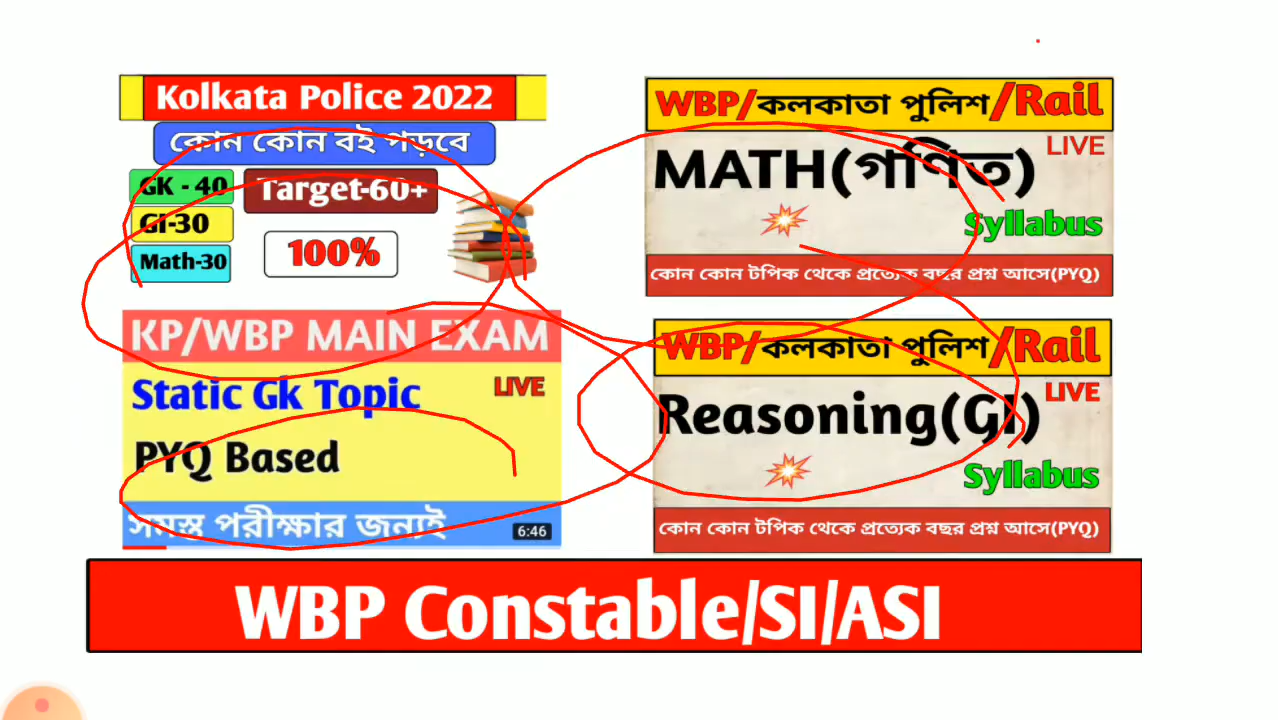 Kolkata Police 2022
কোন কোন বই পড়বে
GK - 40
Target-60+
GI-30
100%
Math-30
KP/WBP MAIN EXAM
Static Gk Topic
LIVE
PYQ Based
সমস্ত পরীক্ষার জন্যই
6:46
WBP/কলকাতা পুলিশ/Rail
LIVE
MATH(গণিত)
Syllabus
কোন কোন টপিক থেকে প্রত্যেক বছর প্রশ্ন আসে(PYQ)
WBP/কলকাতা পুলিশ/Rail
LIVE
Reasoning(GI)
Syllabus
কোন কোন টপিক থেকে প্রত্যেক বছর প্রশ্ন আসে(PYQ)
WBP Constable/SI/ASI